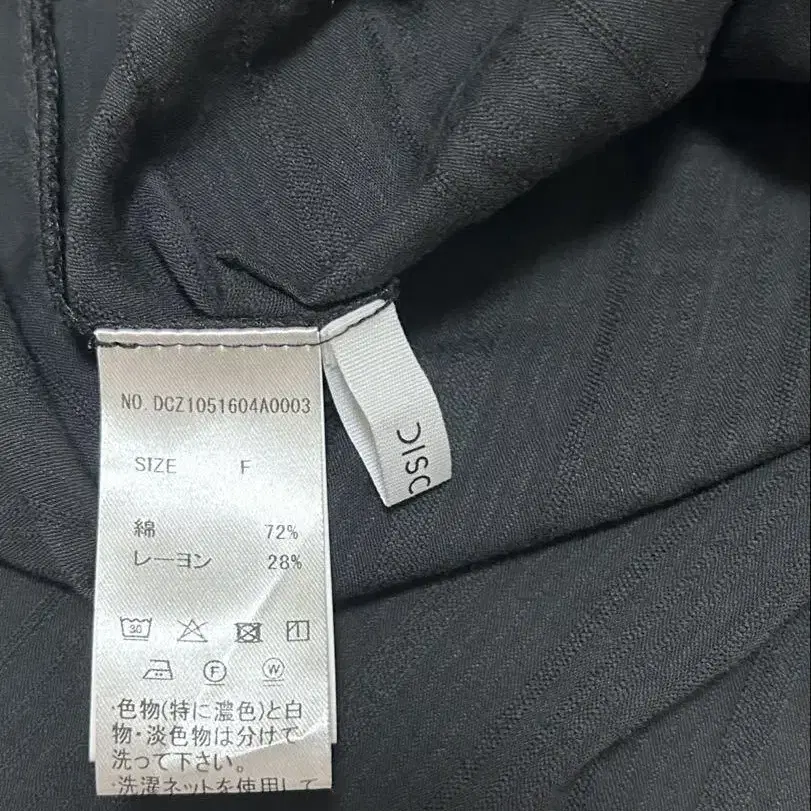 NO. DCZ1051604A0003
SIZE F
綿 72%
レーヨン 28%
30
F
W
・色物(特に濃色)と白
物・淡色物は分けて
洗って下さい。
・洗濯ネットを使用して